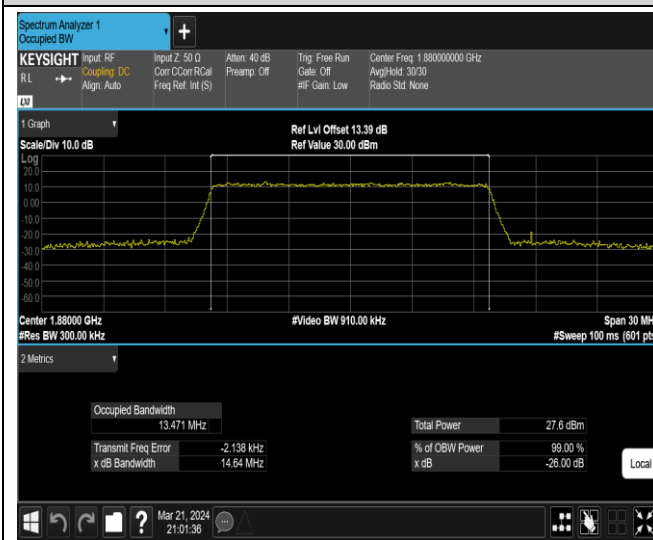 Spectrum Analyzer 1
Occupied BW
+
KEYSIGHT Input: RF Input Z: 50 Ω Atten: 40 dB Trig: Free Run Center Freq: 1.880000000 GHz
RL Coupling: DC Corr CCorr RCal Preamp: Off Gate: Off Avg|Hold: 30/30
Align: Auto Freq Ref: Int (S) #IF Gain: Low Radio Std: None
LXI
1 Graph
Ref Lvl Offset 13.39 dB
Scale/Div 10.0 dB Ref Value 30.00 dBm
Log
20.0
10.0
0.00
-10.0
-20.0
-30.0
-40.0
-50.0
-60.0
Center 1.88000 GHz #Video BW 910.00 kHz Span 30 MH
#Res BW 300.00 kHz #Sweep 100 ms (601 pts
2 Metrics
Occupied Bandwidth
13.471 MHz Total Power 27.6 dBm
Transmit Freq Error -2.138 kHz % of OBW Power 99.00 %
x dB Bandwidth 14.64 MHz x dB -26.00 dB
Local
? Mar 21, 2024
21:01:36